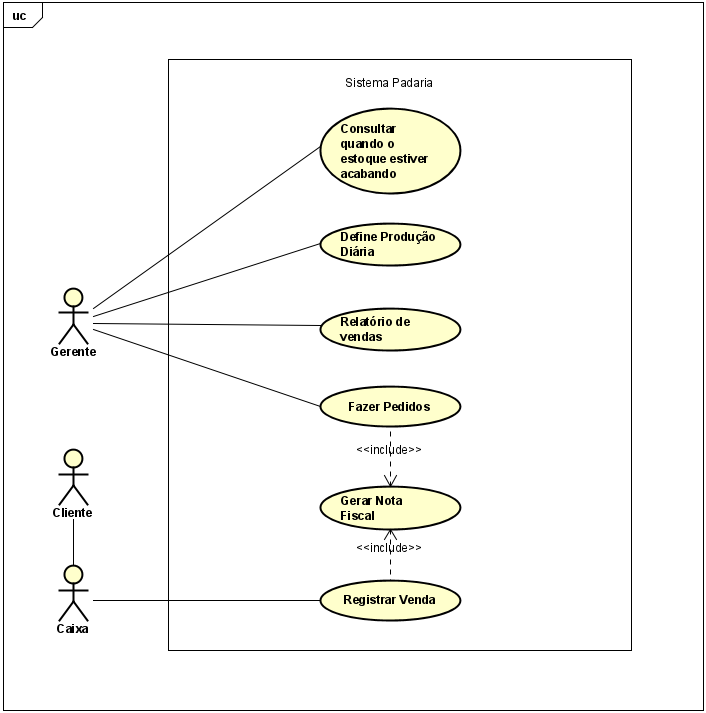 uc
Sistema Padaria
Consultar
quando o
estoque estiver
acabando
Define Produção
Diária
Gerente
Relatório de
vendas
Fazer Pedidos
<<include>>
Cliente
Gerar Nota
Fiscal
<<include>>
Caixa
Registrar Venda